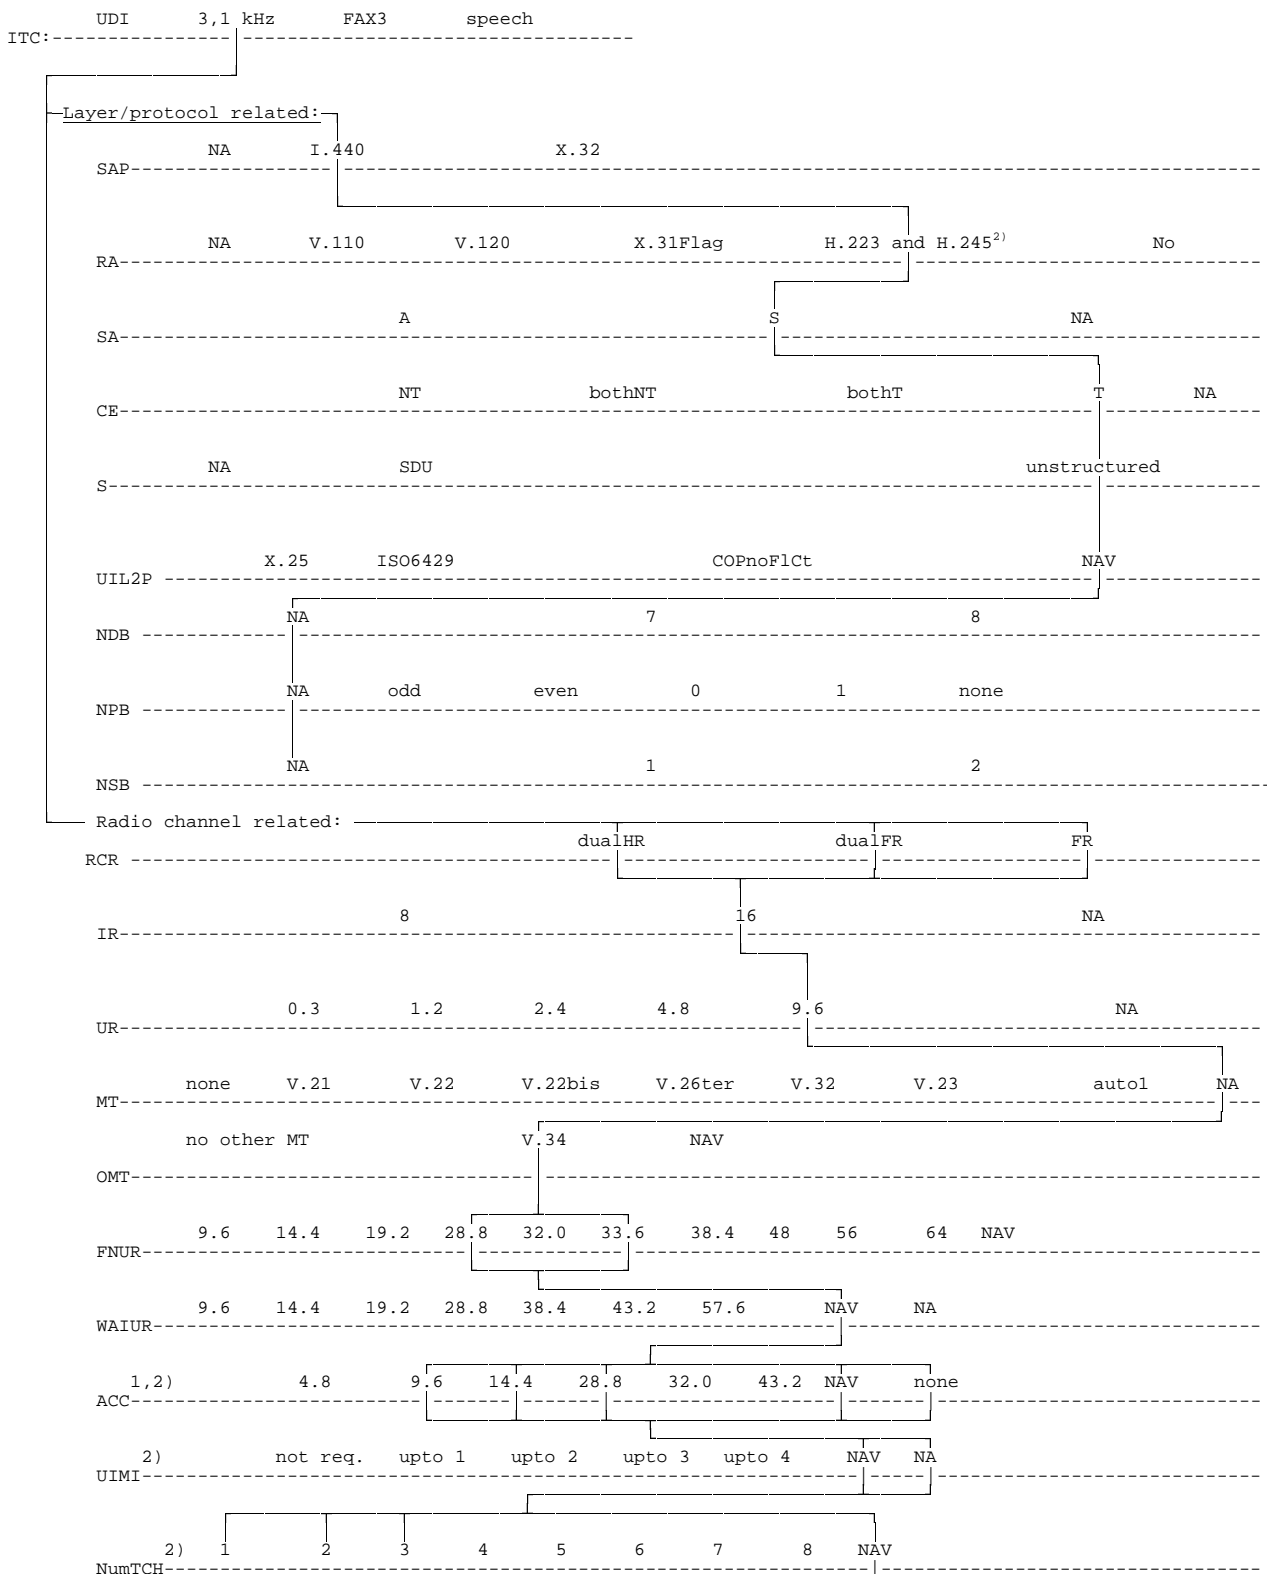 UDI 3,1 kHz FAX3 speech
ITC:
Layer/protocol related:
NA I.440 X.32
SAP
NA V.110 V.120 X.31Flag H.223 and H.245²⁾ No
RA
A S NA
SA
NT bothNT bothT T NA
CE
NA SDU unstructured
S
X.25 ISO6429 COPnoFlCt NAV
UIL2P
NA 7 8
NDB
NA odd even 0 1 none
NPB
NA 1 2
NSB
Radio channel related:
dualHR dualFR FR
RCR
8 16 NA
IR
0.3 1.2 2.4 4.8 9.6 NA
UR
none V.21 V.22 V.22bis V.26ter V.32 V.23 auto1 NA
MT
no other MT V.34 NAV
OMT
9.6 14.4 19.2 28.8 32.0 33.6 38.4 48 56 64 NAV
FNUR
9.6 14.4 19.2 28.8 38.4 43.2 57.6 NAV NA
WAIUR
1,2) 4.8 9.6 14.4 28.8 32.0 43.2 NAV none
ACC
2) not req. upto 1 upto 2 upto 3 upto 4 NAV NA
UIMI
2) 1 2 3 4 5 6 7 8 NAV
NumTCH